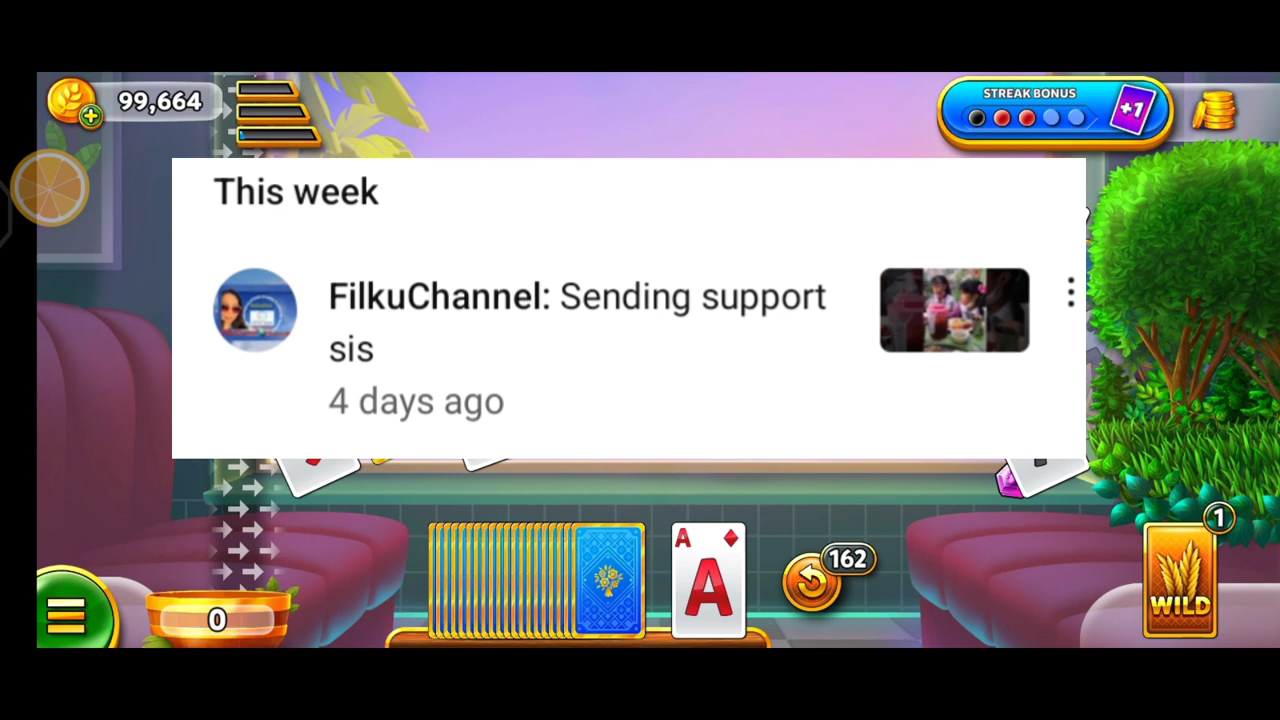 99,664
STREAK BONUS
+1
This week
FilkuChannel: Sending support
sis
4 days ago
1
A
A
162
WILD
0